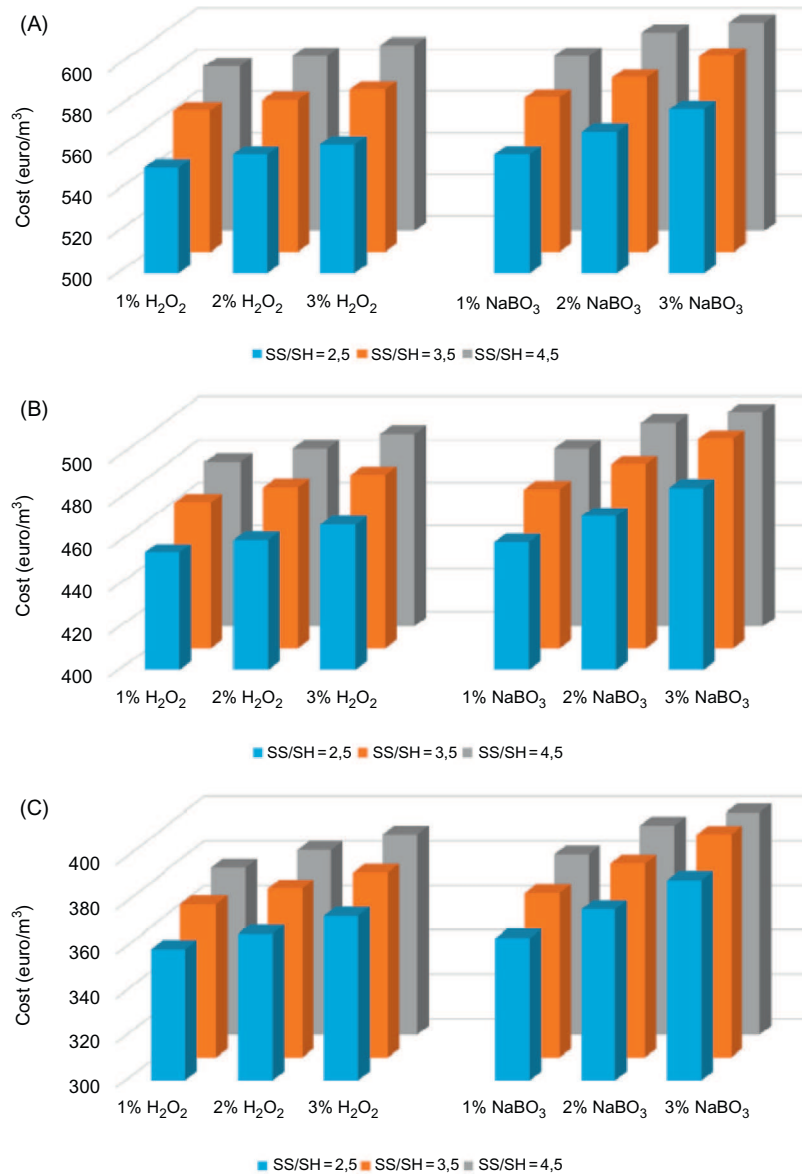 (A)
Cost (euro/m³)
600
580
560
540
520
500
1% H₂O₂ 2% H₂O₂ 3% H₂O₂ 1% NaBO₃ 2% NaBO₃ 3% NaBO₃
SS/SH = 2,5 SS/SH = 3,5 SS/SH = 4,5
(B)
Cost (euro/m³)
500
480
460
440
420
400
1% H₂O₂ 2% H₂O₂ 3% H₂O₂ 1% NaBO₃ 2% NaBO₃ 3% NaBO₃
SS/SH = 2,5 SS/SH = 3,5 SS/SH = 4,5
(C)
Cost (euro/m³)
400
380
360
340
320
300
1% H₂O₂ 2% H₂O₂ 3% H₂O₂ 1% NaBO₃ 2% NaBO₃ 3% NaBO₃
SS/SH = 2,5 SS/SH = 3,5 SS/SH = 4,5